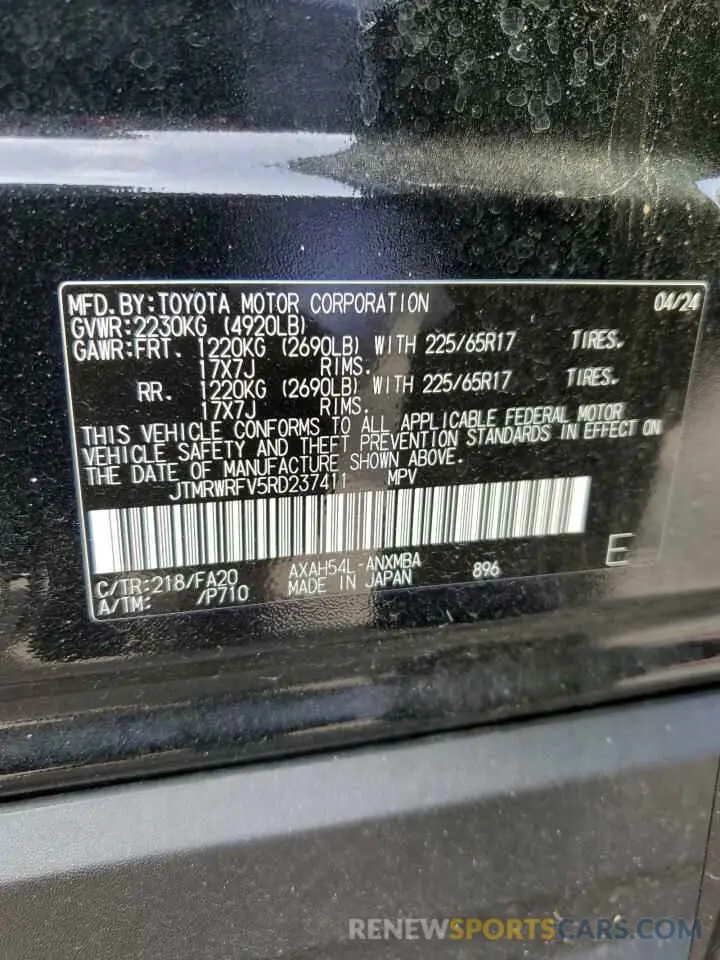 MFD.BY:TOYOTA MOTOR CORPORATION 04/24
GVWR:2230KG (4920LB)
GAWR:FRT. 1220KG (2690LB) WITH 225/65R17 TIRES.
17X7J RIMS.
RR. 1220KG (2690LB) WITH 225/65R17 TIRES.
17X7J RIMS.
THIS VEHICLE CONFORMS TO ALL APPLICABLE FEDERAL MOTOR
VEHICLE SAFETY AND THEFT PREVENTION STANDARDS IN EFFECT ON
THE DATE OF MANUFACTURE SHOWN ABOVE.
JTMRWRFV5RD237411 MPV
C/TR:218/FA20 AXAH54L-ANXMBA 896 E
A/TM: /P710 MADE IN JAPAN
RENEWSPORTSCARS.COM